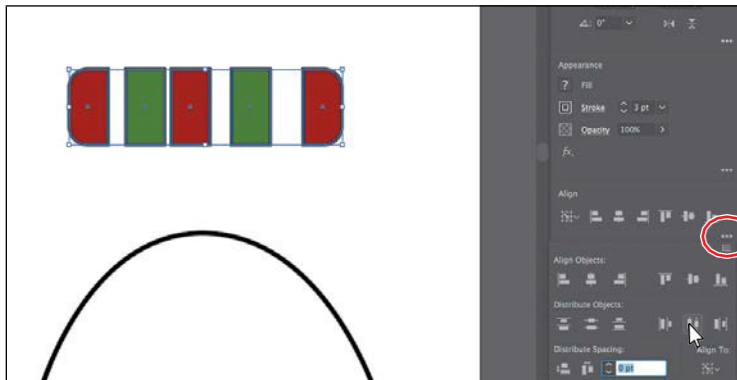 0°
Appearance
? Fill
Stroke 3 pt
Opacity 100%
fx.
Align
Align Objects:
Distribute Objects:
Distribute Spacing: Align To:
0 pt